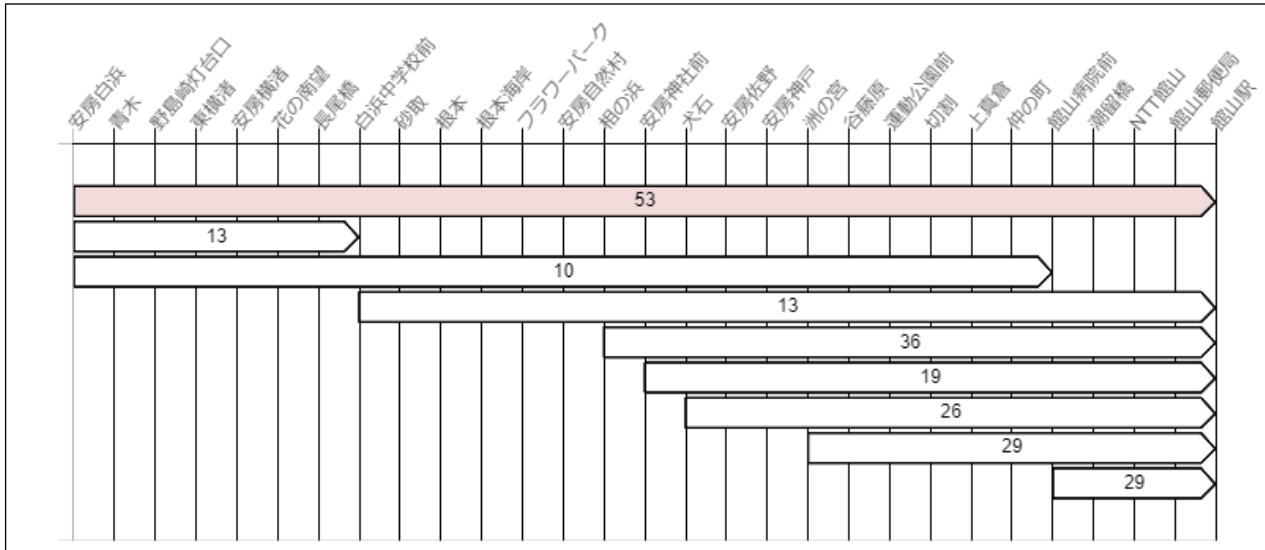 安房白浜
青木
野島崎灯台口
東横渚
安房横渚
花の南望
長尾橋
白浜中学校前
砂取
根本
根本海岸
フラワーパーク
安房自然村
相の浜
安房神社前
犬石
安房佐野
安房神戸
洲の宮
谷藤原
運動公園前
切割
上真倉
仲の町
館山病院前
潮留橋
NTT館山
館山郵便局
館山駅
53
13
10
13
36
19
26
29
29